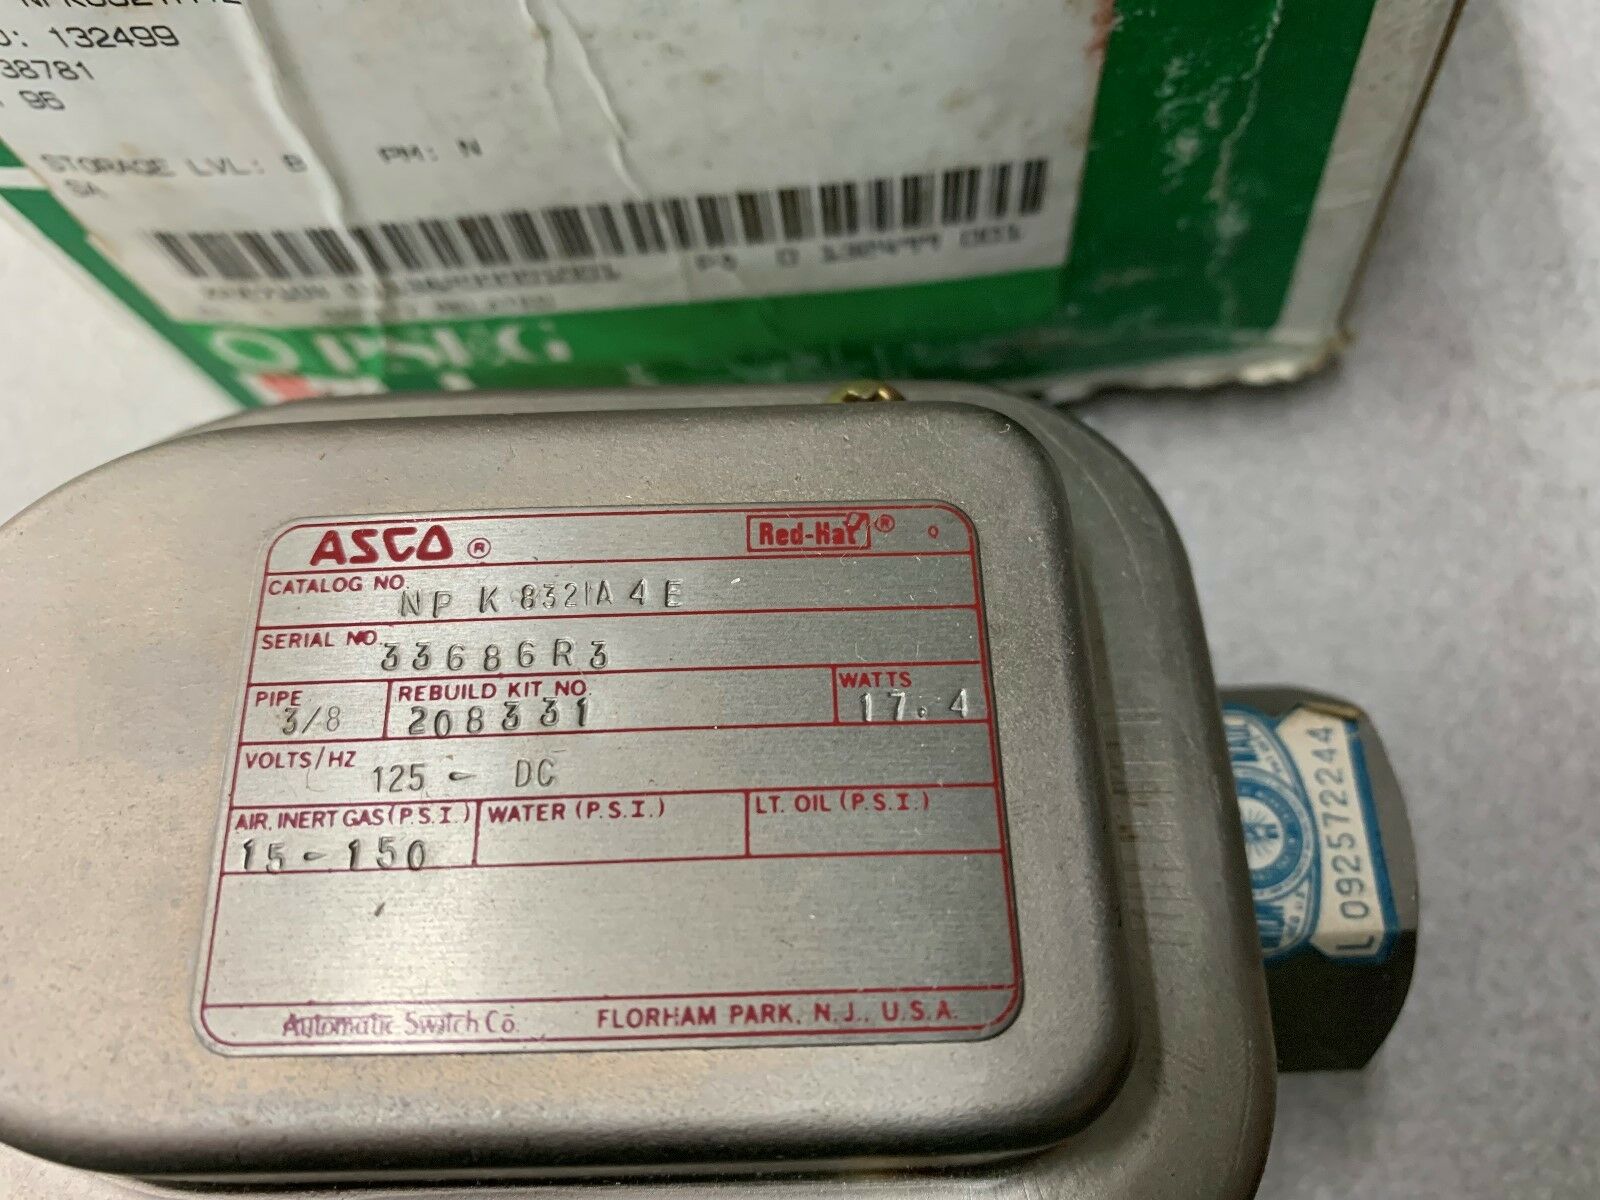 D: 132499
38781
96
STORAGE LVL: B PM: N
SA
PSE&G
ASCO ® Red-Hat ®
CATALOG NO. NP K 8321A 4 E
SERIAL NO. 33686R3
PIPE 3/8 REBUILD KIT NO. 208331 WATTS 17.4
VOLTS/HZ 125 - DC
AIR, INERT GAS (P.S.I.) 15-150 WATER (P.S.I.) LT. OIL (P.S.I.)
Automatic Switch Co. FLORHAM PARK, N.J., U.S.A.
L 092572244